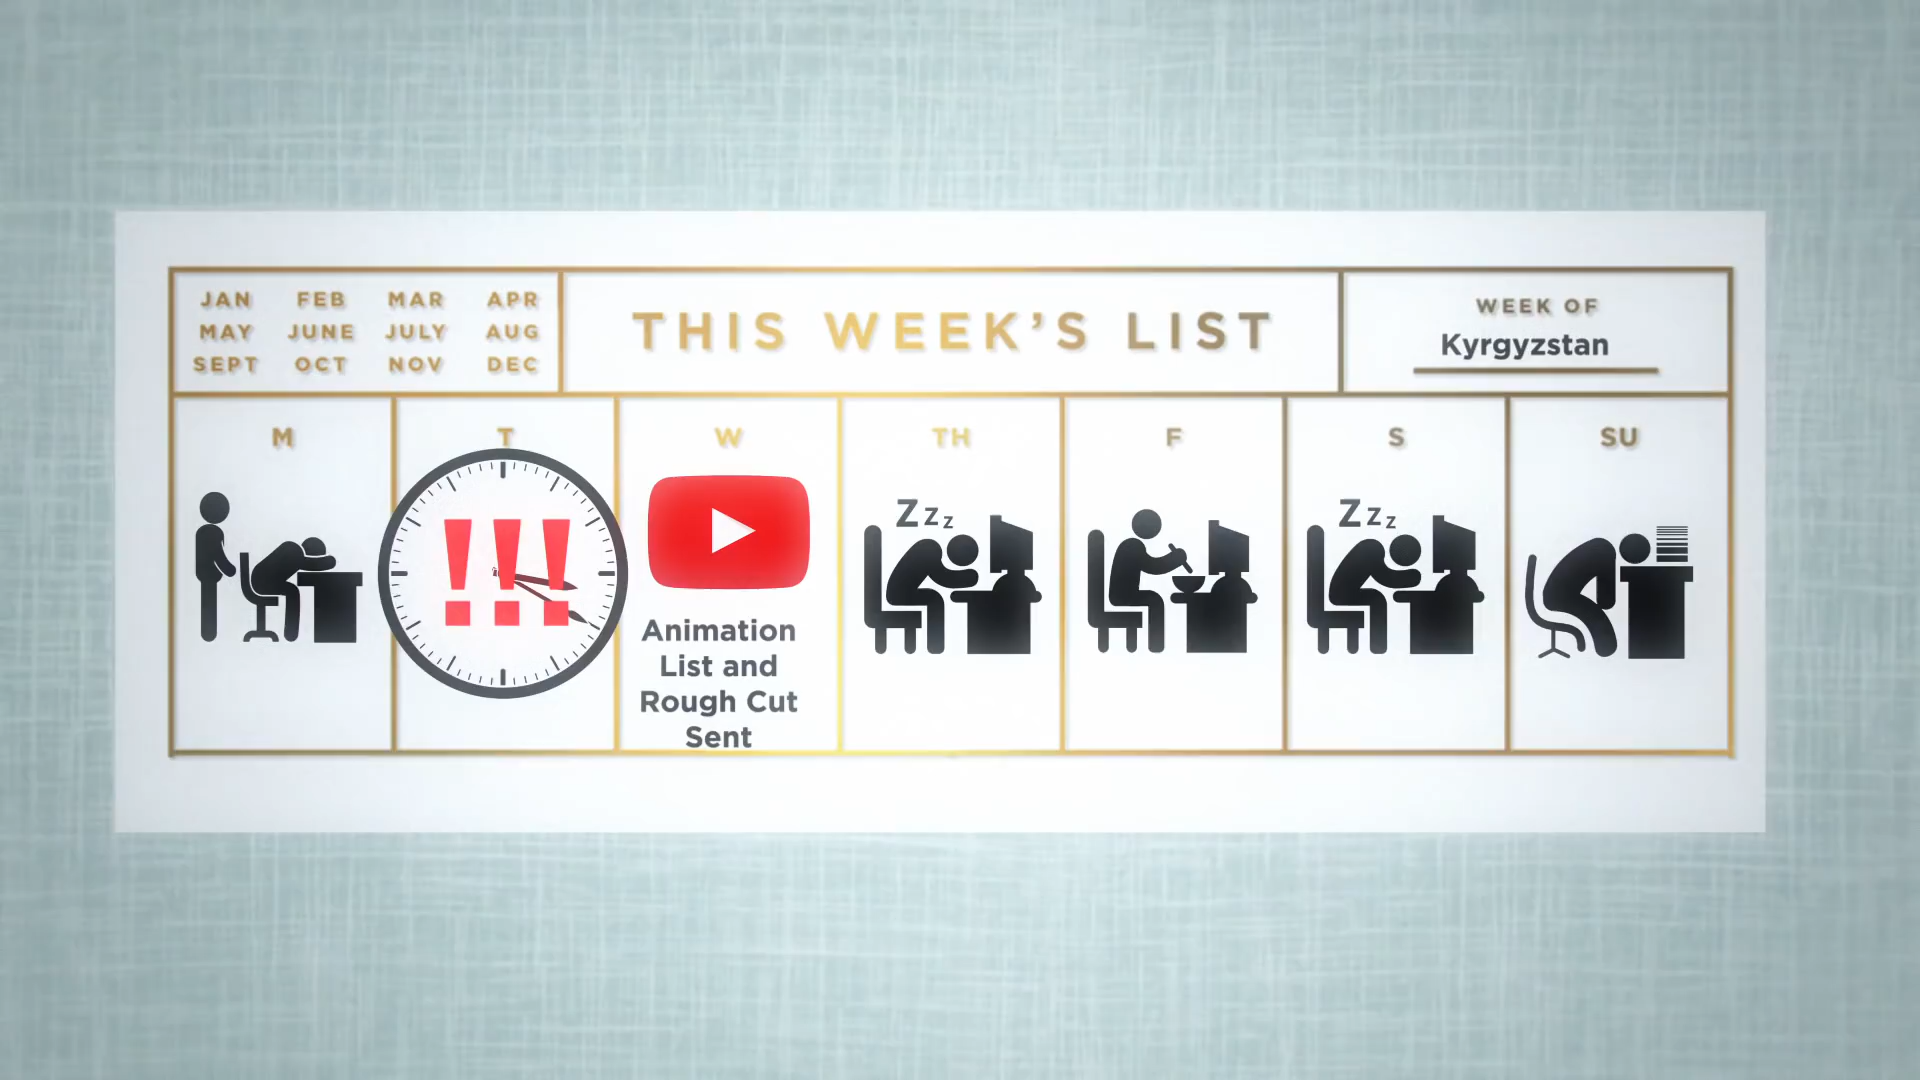 JAN FEB MAR APR
MAY JUNE JULY AUG
SEPT OCT NOV DEC
THIS WEEK'S LIST
WEEK OF
Kyrgyzstan
M T W TH F S SU
!!!
Animation
List and
Rough Cut
Sent
Zzz
Zzz